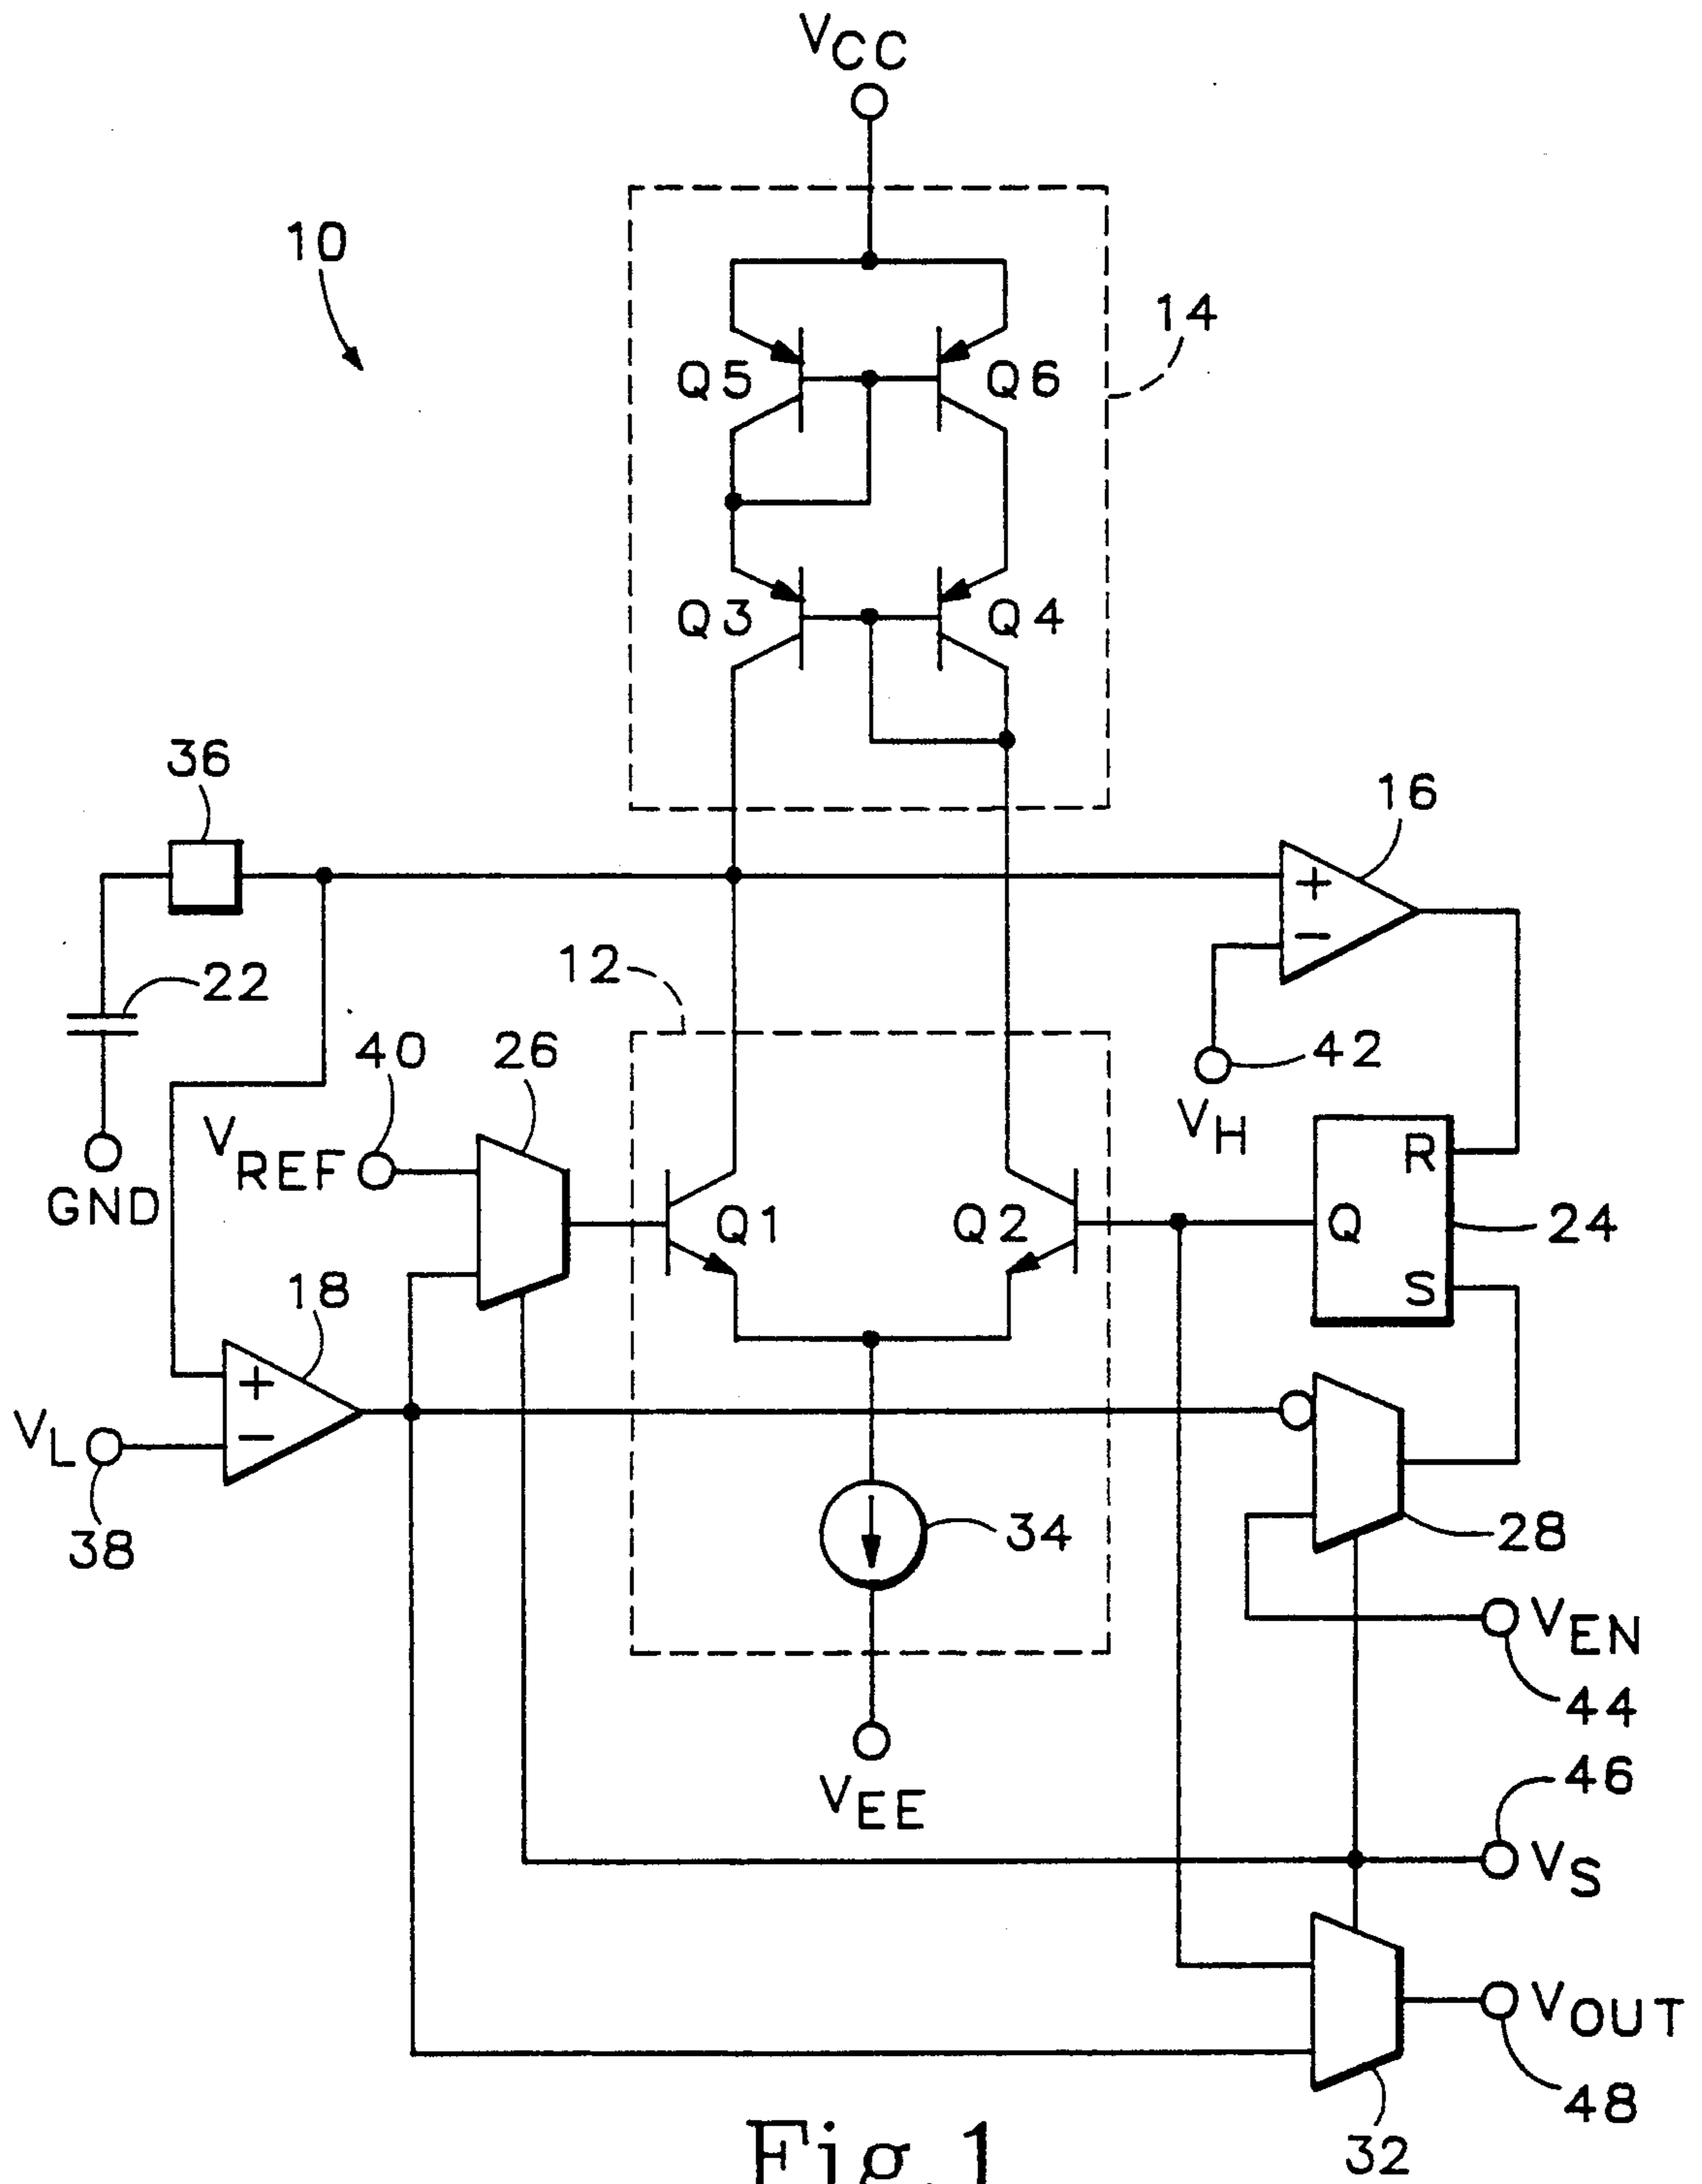 VCC
10
14
Q5
Q6
Q3
Q4
36
16
+
−
12
22
40
26
42
VH
VREF
GND
R
Q1
Q2
Q
24
S
18
+
−
VL
34
28
38
VEN
44
46
VEE
VS
VOUT
48
32
Fig.1